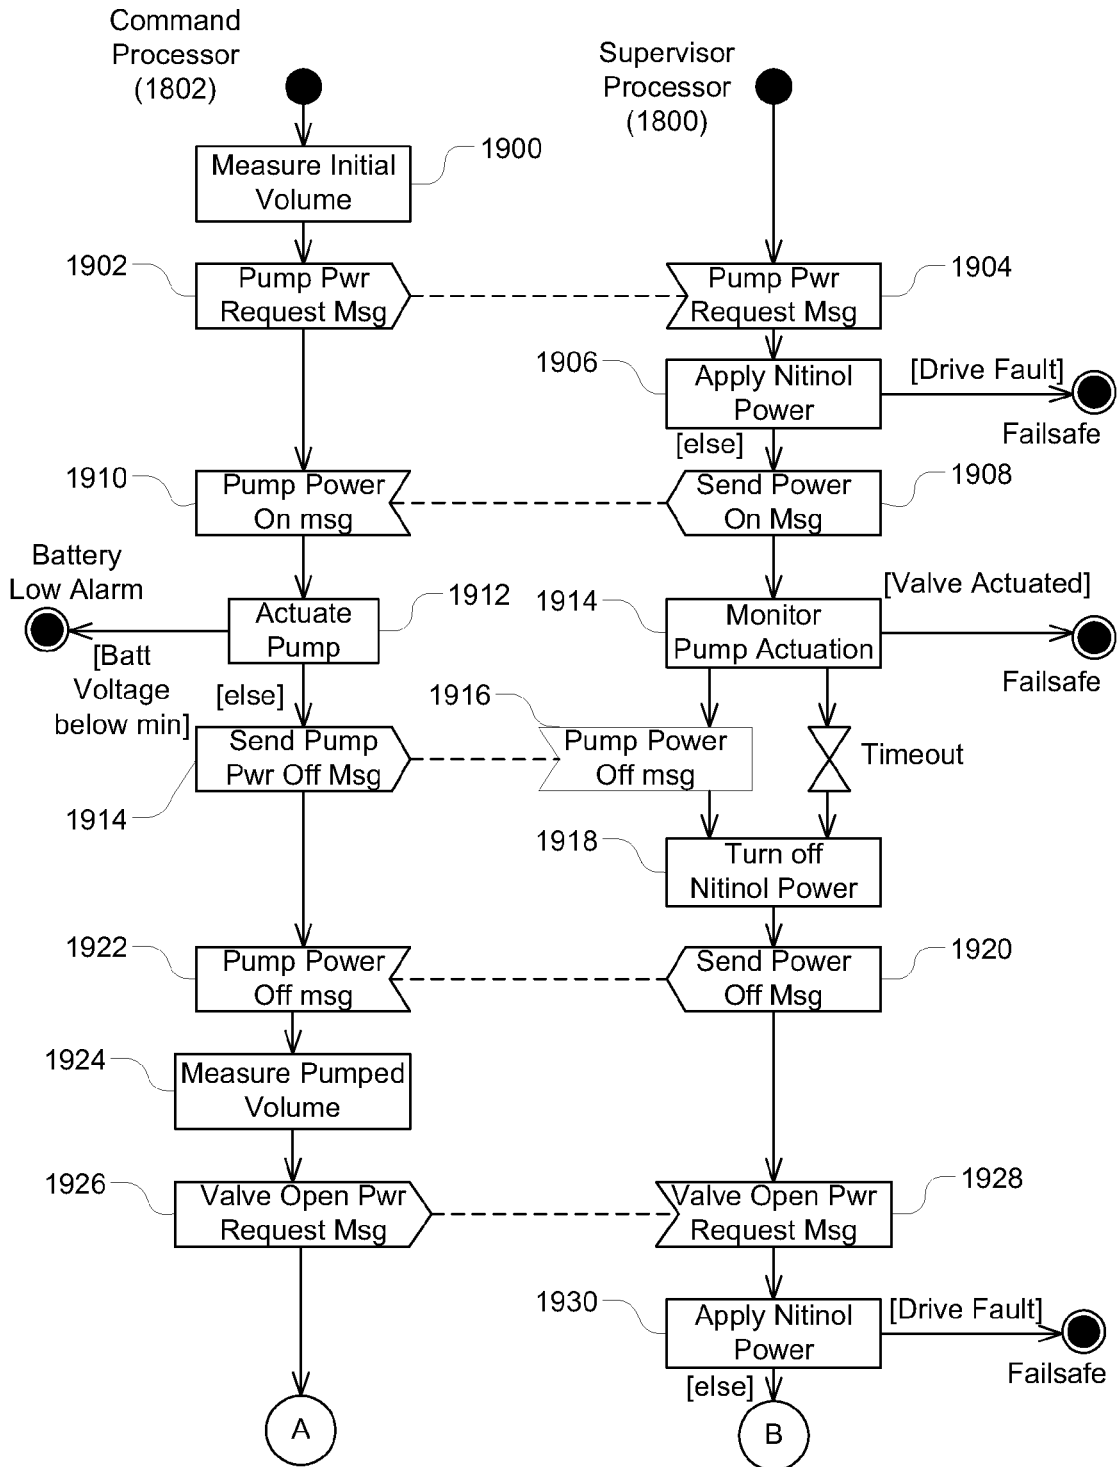 Command
Processor
(1802)
Supervisor
Processor
(1800)
1900
Measure Initial
Volume
1902
Pump Pwr
Request Msg
Pump Pwr
Request Msg
1904
1906
Apply Nitinol
Power
[Drive Fault]
Failsafe
[else]
1910
Pump Power
On msg
Send Power
On Msg
1908
Battery
Low Alarm
Actuate
Pump
1912
1914
Monitor
Pump Actuation
[Valve Actuated]
Failsafe
[Batt
Voltage
below min]
[else]
1916
Send Pump
Pwr Off Msg
Pump Power
Off msg
Timeout
1914
1918
Turn off
Nitinol Power
1922
Pump Power
Off msg
Send Power
Off Msg
1920
1924
Measure Pumped
Volume
1926
Valve Open Pwr
Request Msg
Valve Open Pwr
Request Msg
1928
1930
Apply Nitinol
Power
[Drive Fault]
Failsafe
[else]
A
B